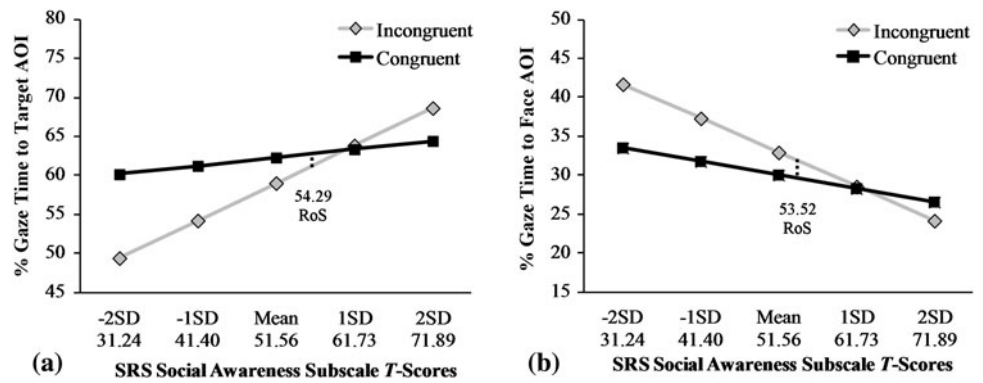 80
75
70
65
60
55
50
45
% Gaze Time to Target AOI
Incongruent
Congruent
54.29
RoS
-2SD -1SD Mean 1SD 2SD
31.24 41.40 51.56 61.73 71.89
(a) SRS Social Awareness Subscale T-Scores
50
45
40
35
30
25
20
15
% Gaze Time to Face AOI
Incongruent
Congruent
53.52
RoS
-2SD -1SD Mean 1SD 2SD
31.24 41.40 51.56 61.73 71.89
(b) SRS Social Awareness Subscale T-Scores